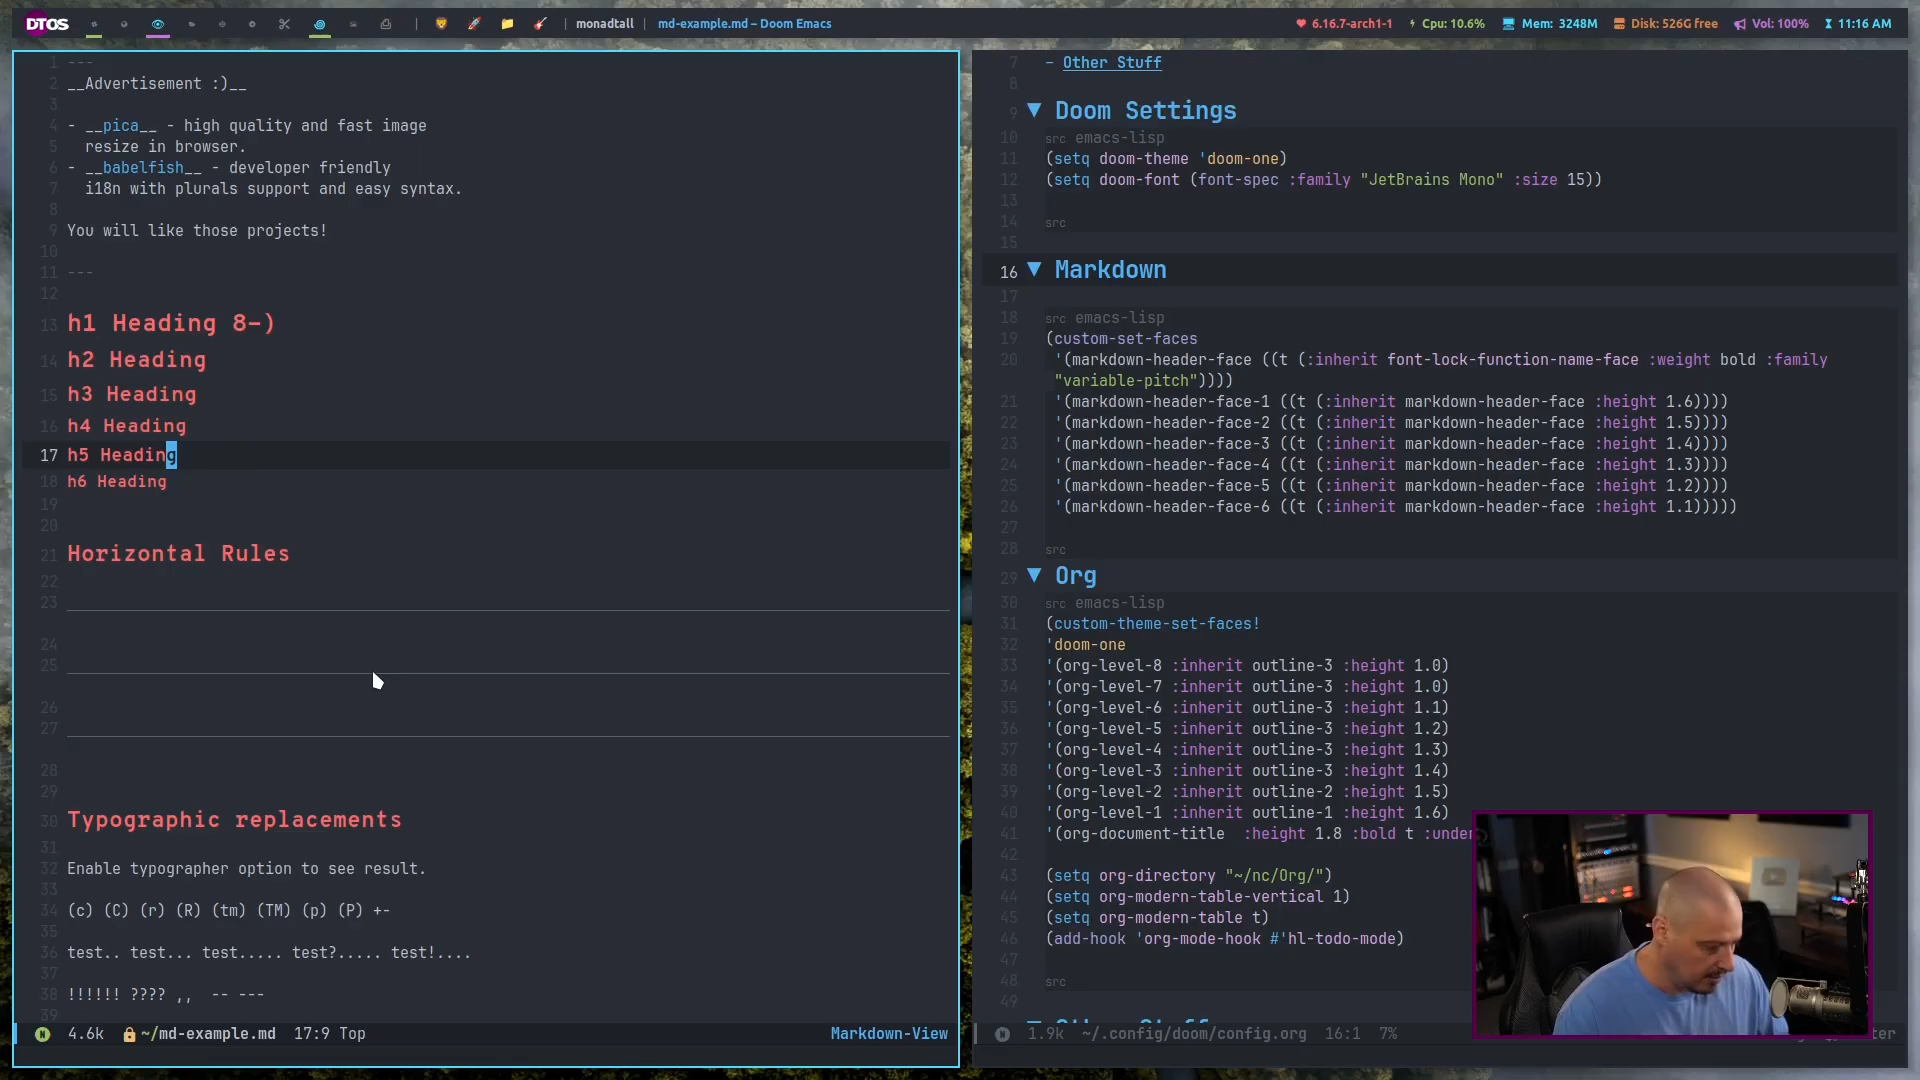 DTOS | monadtall | md-example.md – Doom Emacs 6.16.7-arch1-1 Cpu: 10.6% Mem: 3248M Disk: 526G free Vol: 100% 11:16 AM
1 ---
2 __Advertisement :)__
3
4 - __pica__ - high quality and fast image
5 resize in browser.
6 - __babelfish__ - developer friendly
7 i18n with plurals support and easy syntax.
8
9 You will like those projects!
10
11 ---
12
13 h1 Heading 8-)
14 h2 Heading
15 h3 Heading
16 h4 Heading
17 h5 Heading
18 h6 Heading
19
20
21 Horizontal Rules
22
23
24
25
26
27
28
29
30 Typographic replacements
31
32 Enable typographer option to see result.
33
34 (c) (C) (r) (R) (tm) (TM) (p) (P) +-
35
36 test.. test... test..... test?..... test!....
37
38 !!!!!! ???? ,, -- ---
39
N 4.6k ~/md-example.md 17:9 Top Markdown-View
7 - Other Stuff
8
9 ▼ Doom Settings
10 src emacs-lisp
11 (setq doom-theme 'doom-one)
12 (setq doom-font (font-spec :family "JetBrains Mono" :size 15))
13
14 src
15
16 ▼ Markdown
17
18 src emacs-lisp
19 (custom-set-faces
20 '(markdown-header-face ((t (:inherit font-lock-function-name-face :weight bold :family
"variable-pitch"))))
21 '(markdown-header-face-1 ((t (:inherit markdown-header-face :height 1.6))))
22 '(markdown-header-face-2 ((t (:inherit markdown-header-face :height 1.5))))
23 '(markdown-header-face-3 ((t (:inherit markdown-header-face :height 1.4))))
24 '(markdown-header-face-4 ((t (:inherit markdown-header-face :height 1.3))))
25 '(markdown-header-face-5 ((t (:inherit markdown-header-face :height 1.2))))
26 '(markdown-header-face-6 ((t (:inherit markdown-header-face :height 1.1)))))
27
28 src
29 ▼ Org
30 src emacs-lisp
31 (custom-theme-set-faces!
32 'doom-one
33 '(org-level-8 :inherit outline-3 :height 1.0)
34 '(org-level-7 :inherit outline-3 :height 1.0)
35 '(org-level-6 :inherit outline-3 :height 1.1)
36 '(org-level-5 :inherit outline-3 :height 1.2)
37 '(org-level-4 :inherit outline-3 :height 1.3)
38 '(org-level-3 :inherit outline-3 :height 1.4)
39 '(org-level-2 :inherit outline-2 :height 1.5)
40 '(org-level-1 :inherit outline-1 :height 1.6)
41 '(org-document-title :height 1.8 :bold t :under
42
43 (setq org-directory "~/nc/Org/")
44 (setq org-modern-table-vertical 1)
45 (setq org-modern-table t)
46 (add-hook 'org-mode-hook #'hl-todo-mode)
47
48 src
49
N 1.9k ~/.config/doom/config.org 16:1 7%